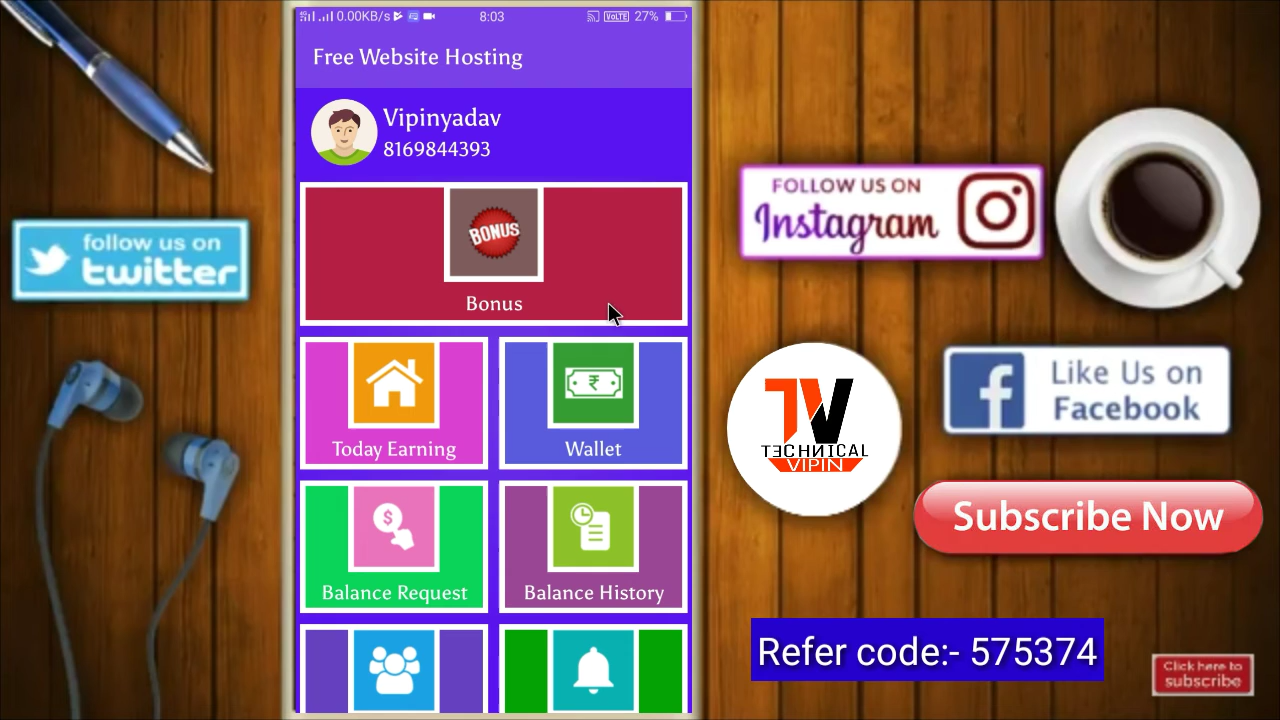 0.00KB/s
8:03
VoLTE 27%
Free Website Hosting
Vipinyadav
8169844393
BONUS
Bonus
Today Earning
Wallet
Balance Request
Balance History
follow us on
twitter
FOLLOW US ON
Instagram
Like Us on
Facebook
TV
TECHNICAL
VIPIN
Subscribe Now
Refer code:- 575374
Click here to
subscribe